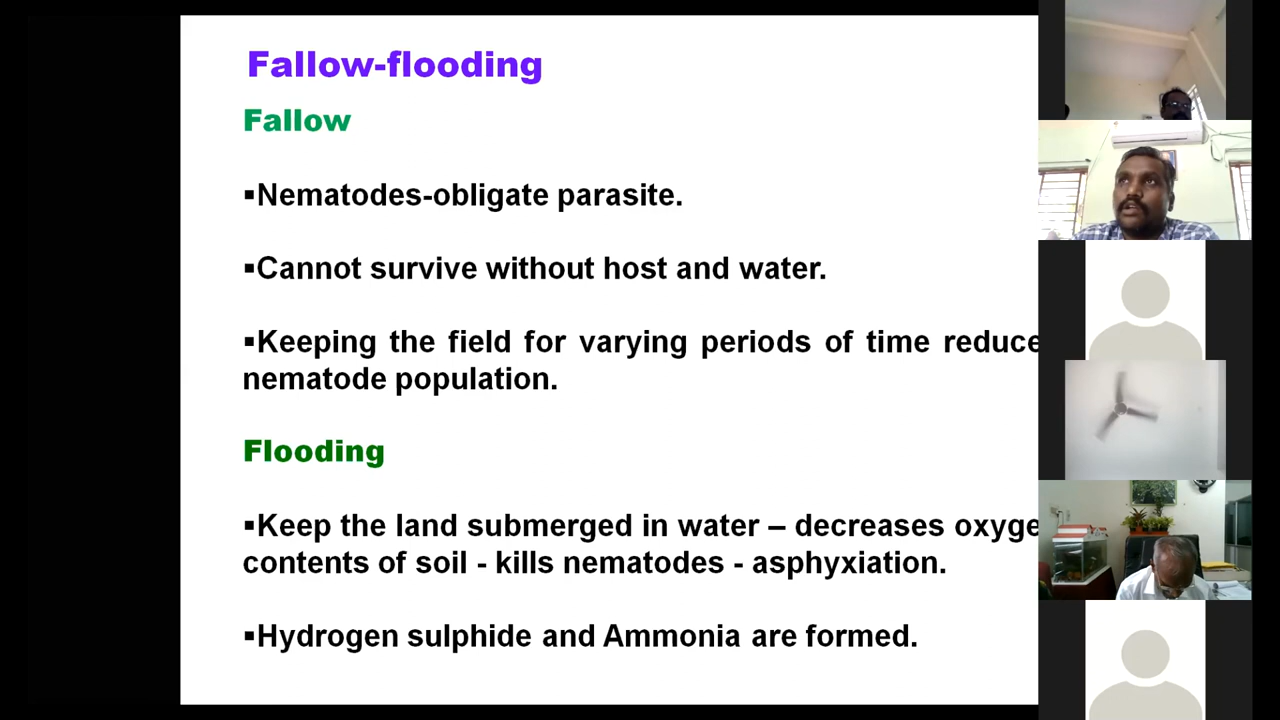 Fallow-flooding
Fallow
▪Nematodes-obligate parasite.
▪Cannot survive without host and water.
▪Keeping the field for varying periods of time reduce
nematode population.
Flooding
▪Keep the land submerged in water – decreases oxyge
contents of soil - kills nematodes - asphyxiation.
▪Hydrogen sulphide and Ammonia are formed.